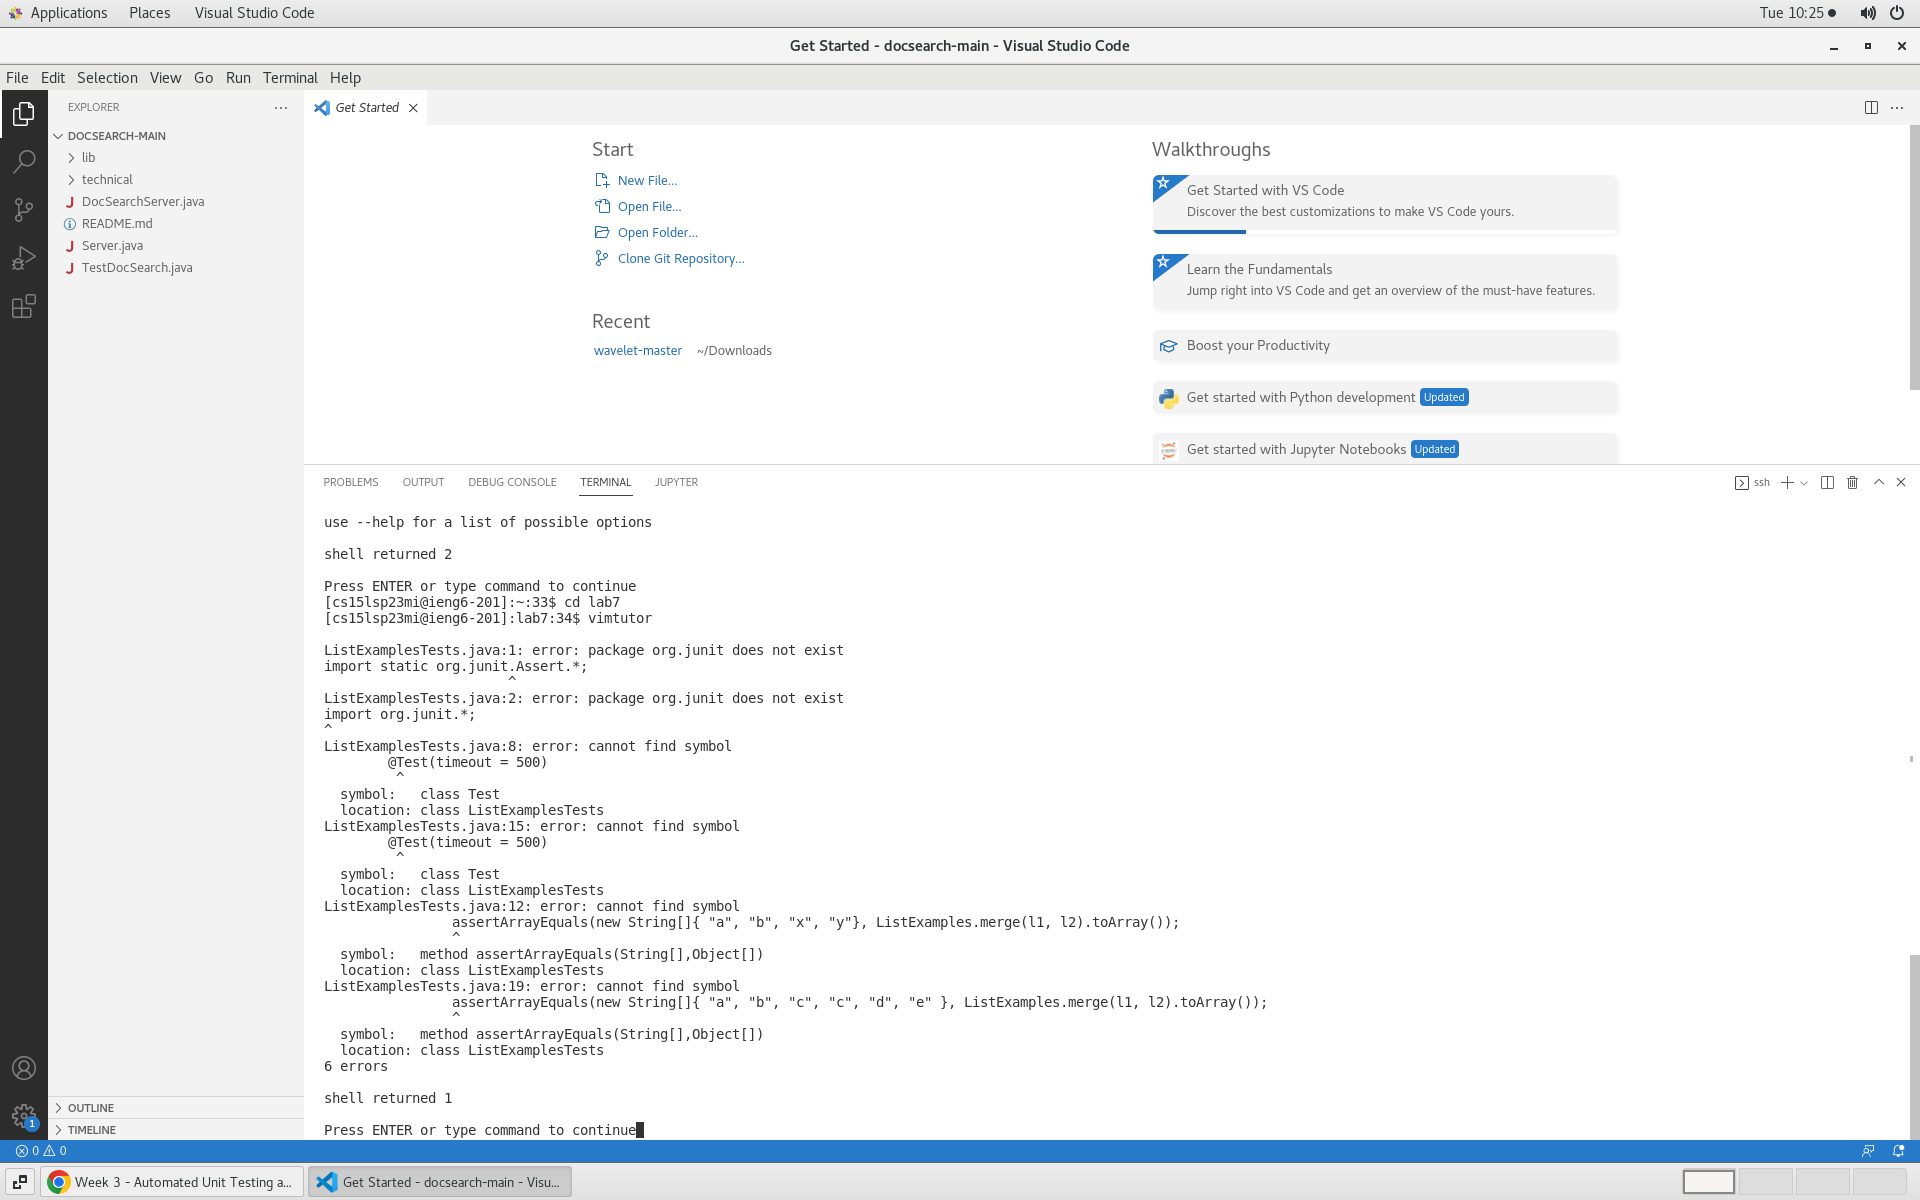 Applications Places Visual Studio Code Tue 10:25
Get Started - docsearch-main - Visual Studio Code
File Edit Selection View Go Run Terminal Help
EXPLORER
DOCSEARCH-MAIN
lib
technical
J DocSearchServer.java
README.md
J Server.java
J TestDocSearch.java
OUTLINE
TIMELINE
1
Get Started
Start
New File...
Open File...
Open Folder...
Clone Git Repository...
Recent
wavelet-master ~/Downloads
Walkthroughs
Get Started with VS Code
Discover the best customizations to make VS Code yours.
Learn the Fundamentals
Jump right into VS Code and get an overview of the must-have features.
Boost your Productivity
Get started with Python development Updated
Get started with Jupyter Notebooks Updated
PROBLEMS OUTPUT DEBUG CONSOLE TERMINAL JUPYTER ssh
use --help for a list of possible options
shell returned 2
Press ENTER or type command to continue
[cs15lsp23mi@ieng6-201]:~:33$ cd lab7
[cs15lsp23mi@ieng6-201]:lab7:34$ vimtutor
ListExamplesTests.java:1: error: package org.junit does not exist
import static org.junit.Assert.*;
^
ListExamplesTests.java:2: error: package org.junit does not exist
import org.junit.*;
^
ListExamplesTests.java:8: error: cannot find symbol
@Test(timeout = 500)
^
symbol: class Test
location: class ListExamplesTests
ListExamplesTests.java:15: error: cannot find symbol
@Test(timeout = 500)
^
symbol: class Test
location: class ListExamplesTests
ListExamplesTests.java:12: error: cannot find symbol
assertArrayEquals(new String[]{ "a", "b", "x", "y"}, ListExamples.merge(l1, l2).toArray());
^
symbol: method assertArrayEquals(String[],Object[])
location: class ListExamplesTests
ListExamplesTests.java:19: error: cannot find symbol
assertArrayEquals(new String[]{ "a", "b", "c", "c", "d", "e" }, ListExamples.merge(l1, l2).toArray());
^
symbol: method assertArrayEquals(String[],Object[])
location: class ListExamplesTests
6 errors
shell returned 1
Press ENTER or type command to continue
0 0
Week 3 - Automated Unit Testing a... Get Started - docsearch-main - Visu...